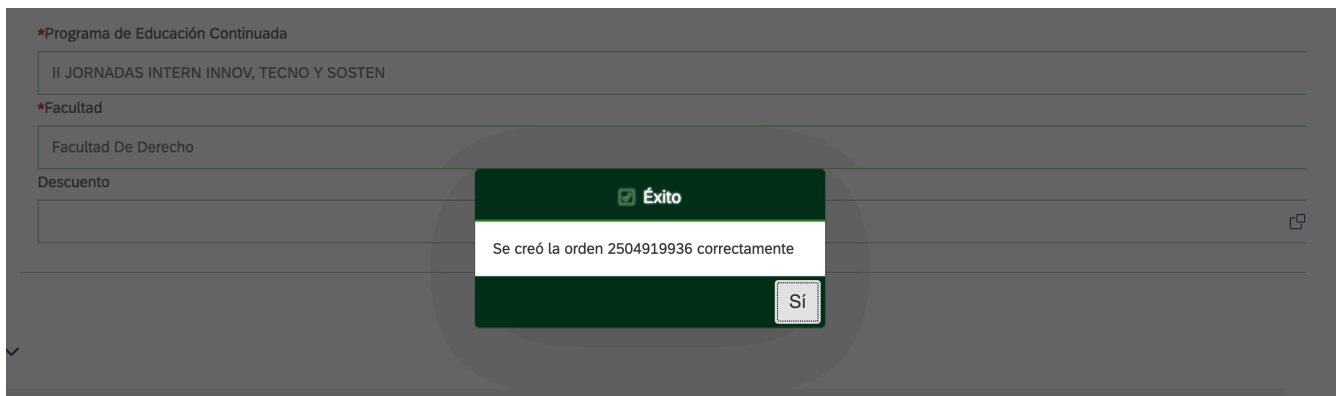 *Programa de Educación Continuada
II JORNADAS INTERN INNOV, TECNO Y SOSTEN
*Facultad
Facultad De Derecho
Descuento
Éxito
Se creó la orden 2504919936 correctamente
Sí